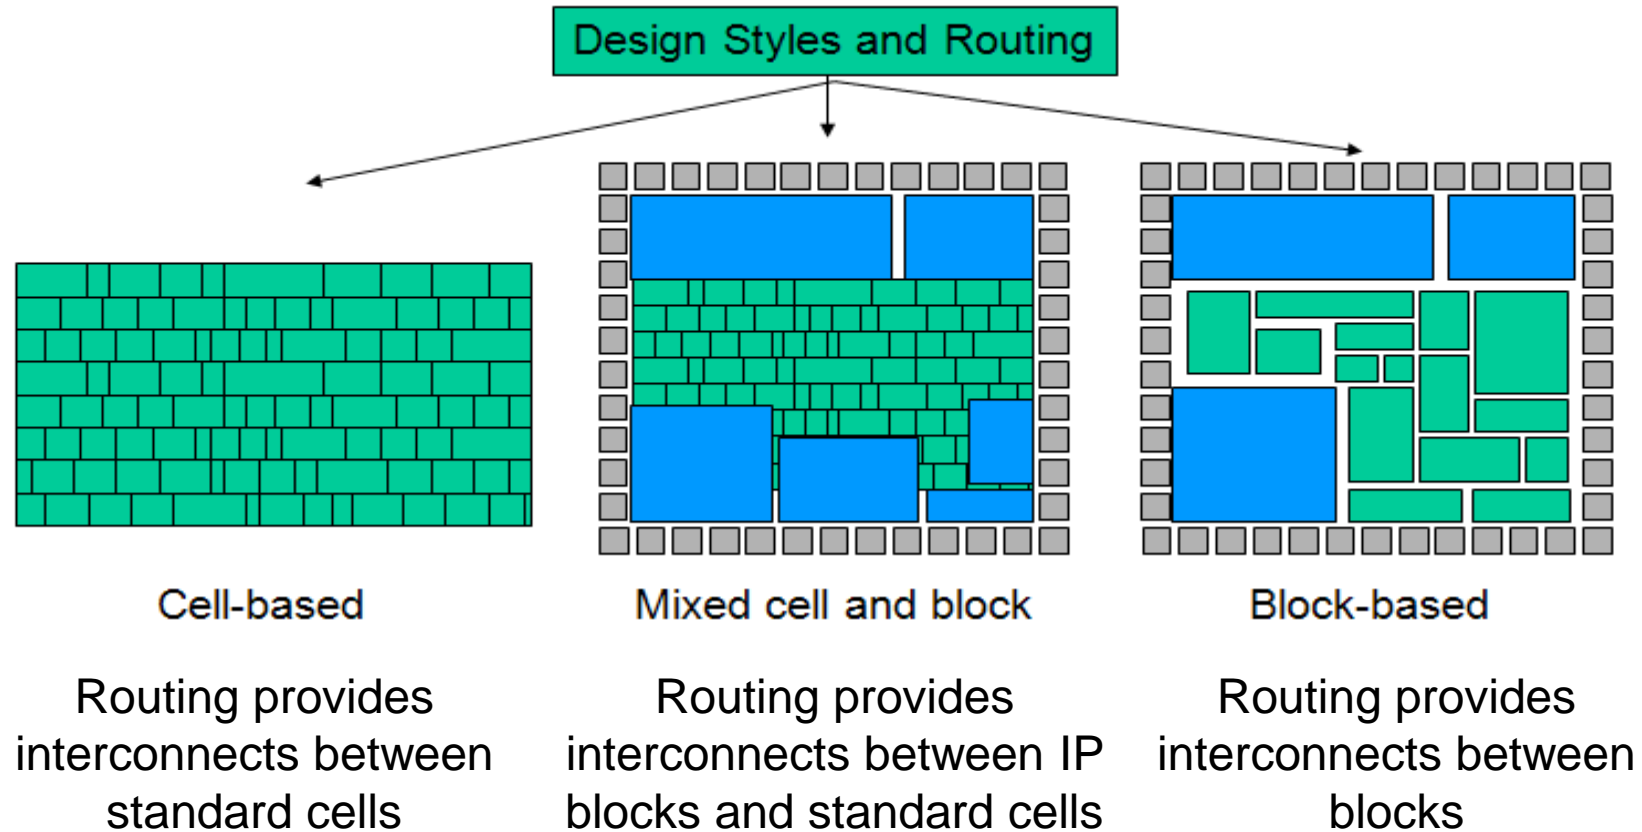 Design Styles and Routing
Cell-based
Routing provides
interconnects between
standard cells
Mixed cell and block
Routing provides
interconnects between IP
blocks and standard cells
Block-based
Routing provides
interconnects between
blocks